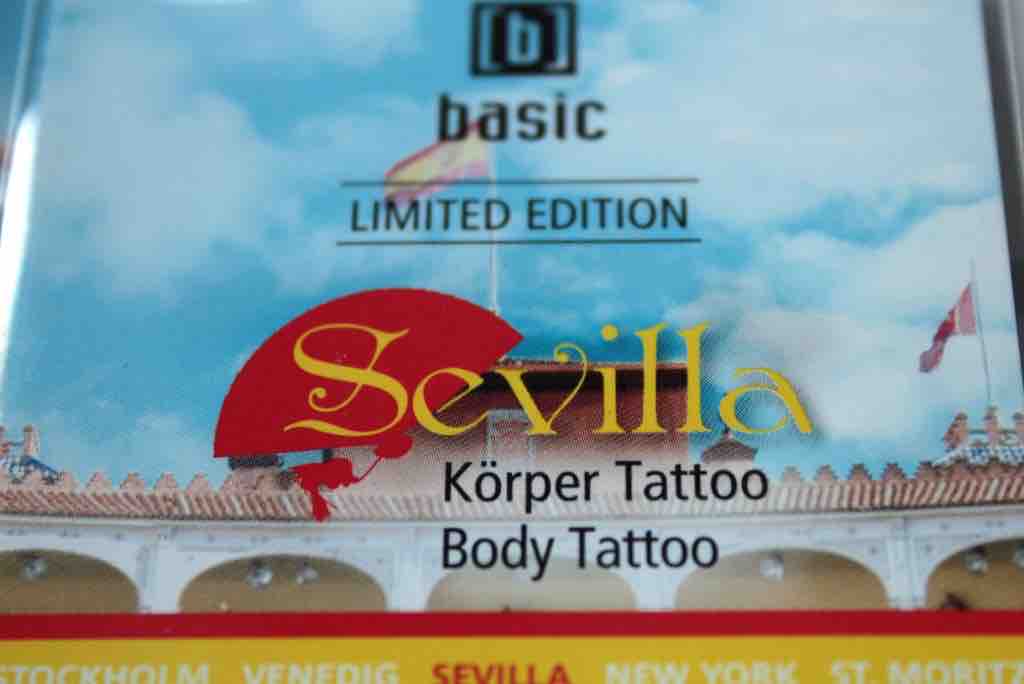 [b]
basic
LIMITED EDITION
Sevilla
Körper Tattoo
Body Tattoo
STOCKHOLM VENEDIG SEVILLA NEW YORK ST. MORITZ